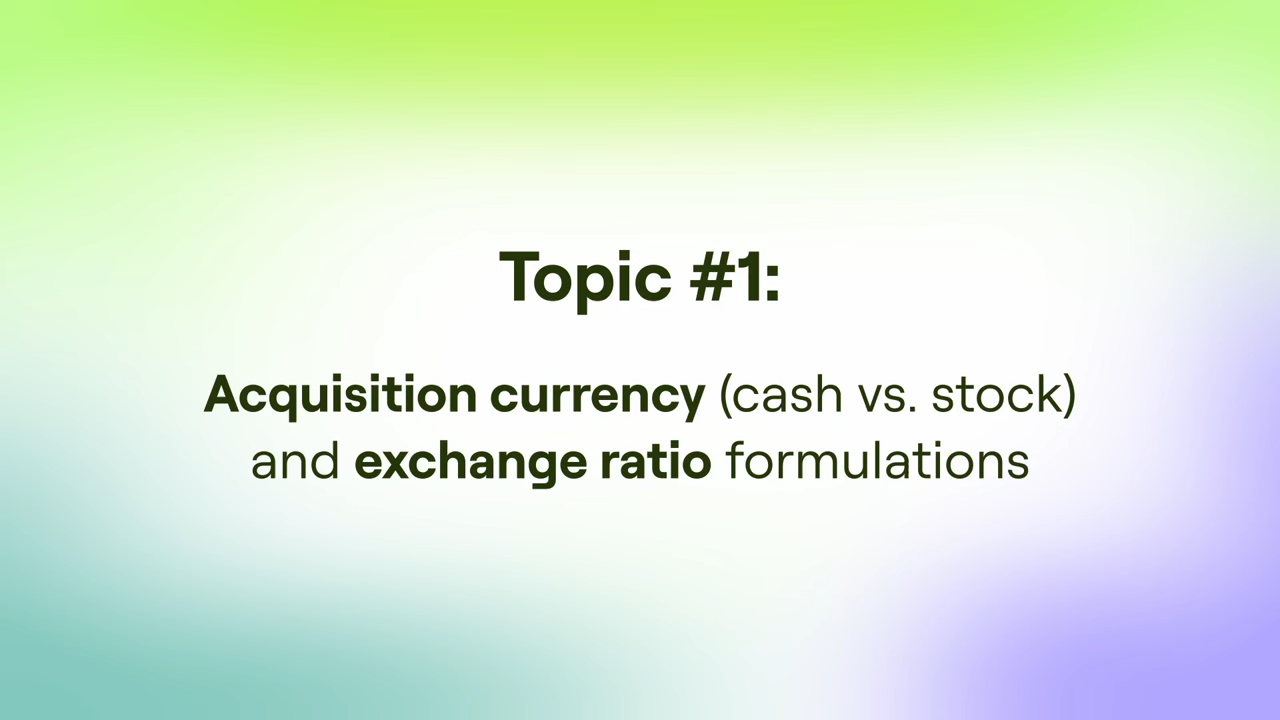 Topic #1:
Acquisition currency (cash vs. stock)
and exchange ratio formulations